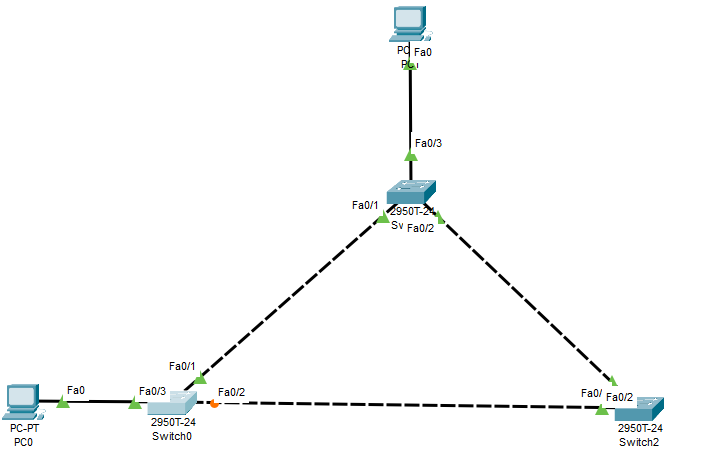 PC
Fa0
Fa0/3
Fa0/1
2950T-24
Fa0/2
Fa0/1
Fa0
Fa0/3
Fa0/2
PC-PT
PC0
2950T-24
Switch0
Fa0/2
2950T-24
Switch2